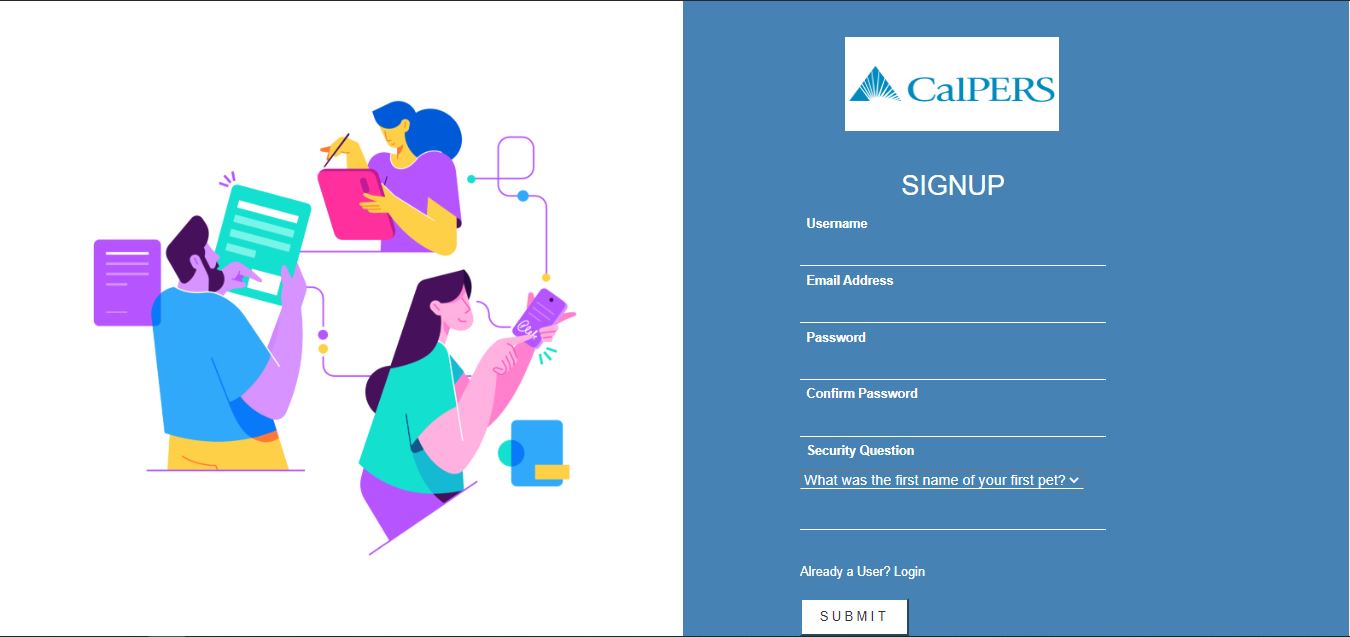 CalPERS
SIGNUP
Username
Email Address
Password
Confirm Password
Security Question
What was the first name of your first pet?
Already a User? Login
SUBMIT